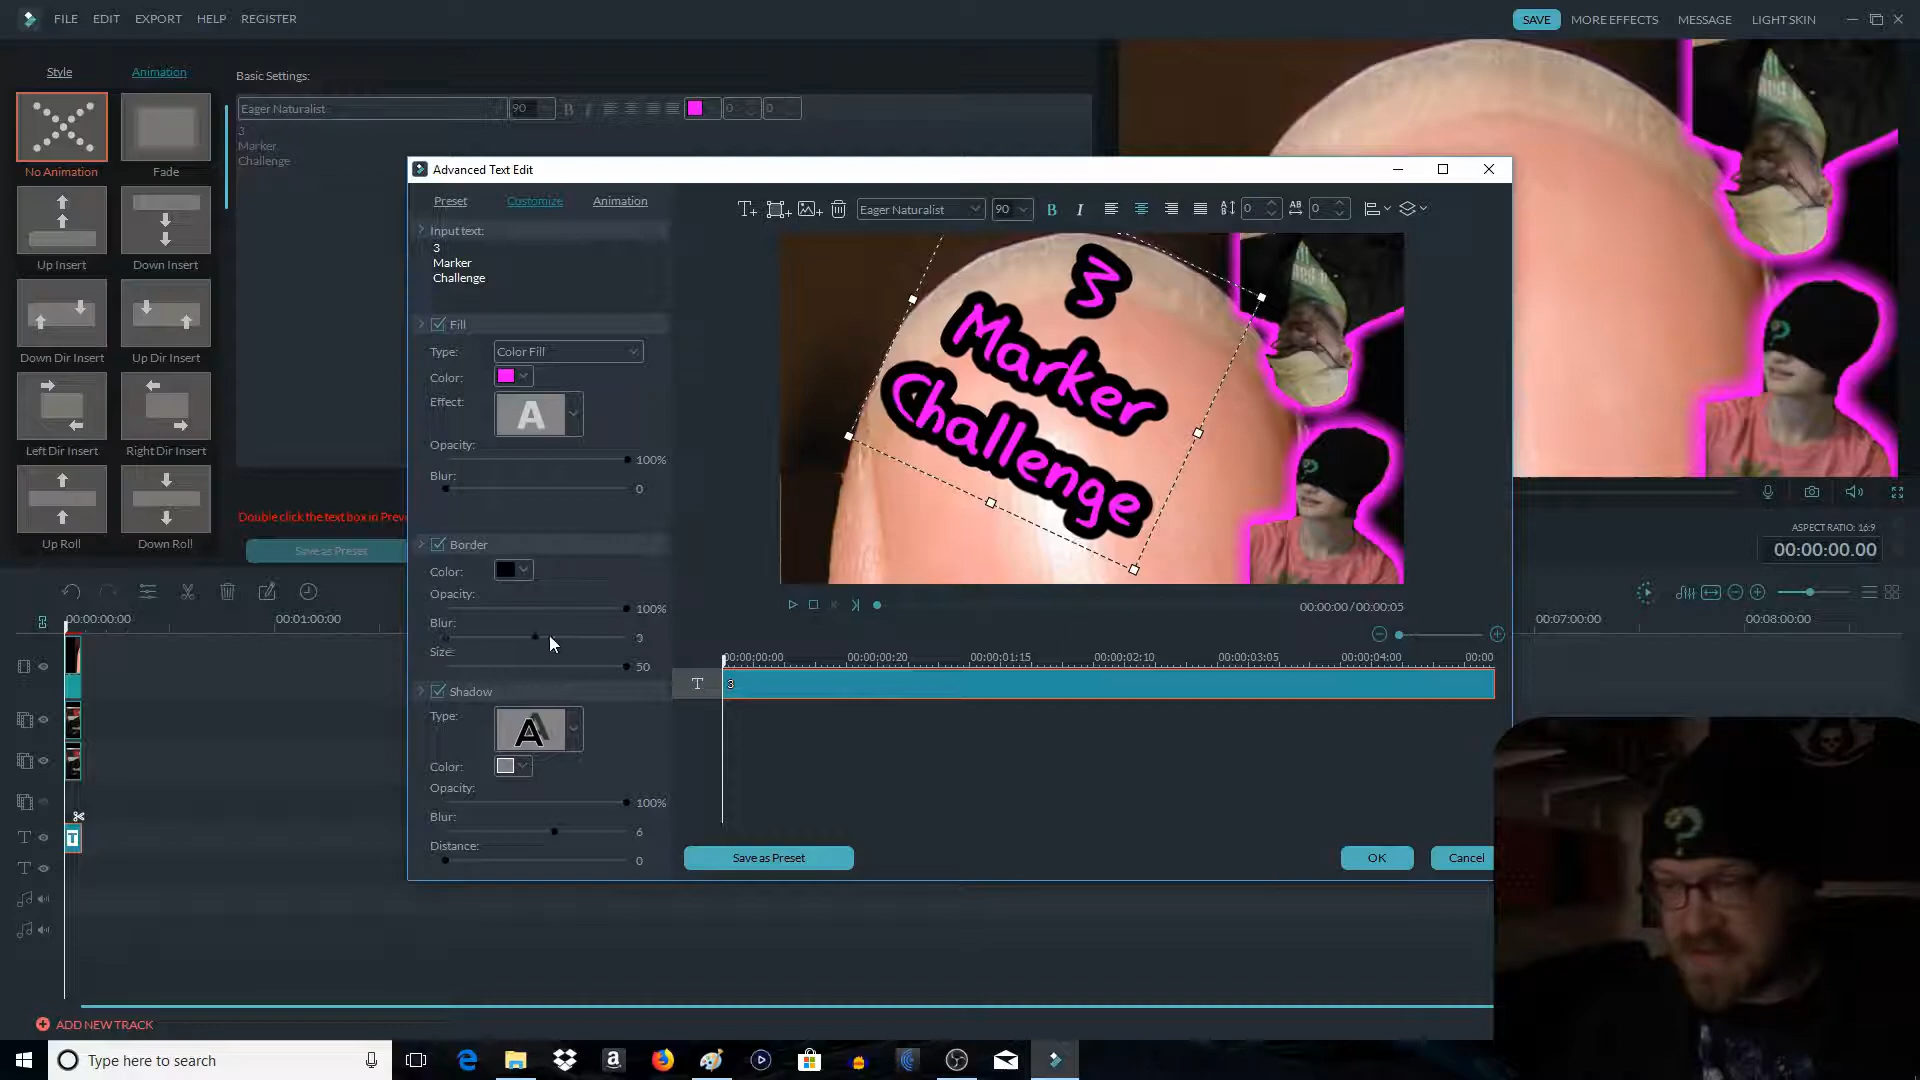 FILE EDIT EXPORT HELP REGISTER
SAVE MORE EFFECTS MESSAGE LIGHT SKIN
Style Animation
Basic Settings:
Eager Naturalist 90 B I 0 0
3
Marker
Challenge
No Animation Fade
Up Insert Down Insert
Down Dir Insert Up Dir Insert
Left Dir Insert Right Dir Insert
Up Roll Down Roll
Double click the text box in Prev
Save as Preset
Advanced Text Edit
Preset Customize Animation
Input text:
3
Marker
Challenge
Fill
Type: Color Fill
Color:
Effect: A
Opacity:
100%
Blur:
0
Border
Color:
Opacity:
100%
Blur:
3
Size:
50
Shadow
Type: A
Color:
Opacity:
100%
Blur:
6
Distance:
0
T+ Eager Naturalist 90 B I 0 AB 0
3
Marker
Challenge
00:00:00/00:00:05
00:00:00:00 00:00:00:20 00:00:01:15 00:00:02:10 00:00:03:05 00:00:04:00 00:00
T 3
Save as Preset OK Cancel
ASPECT RATIO: 16:9
00:00:00.00
00:00:00:00 00:01:00:00 00:07:00:00 00:08:00:00
T T
T
ADD NEW TRACK
Type here to search